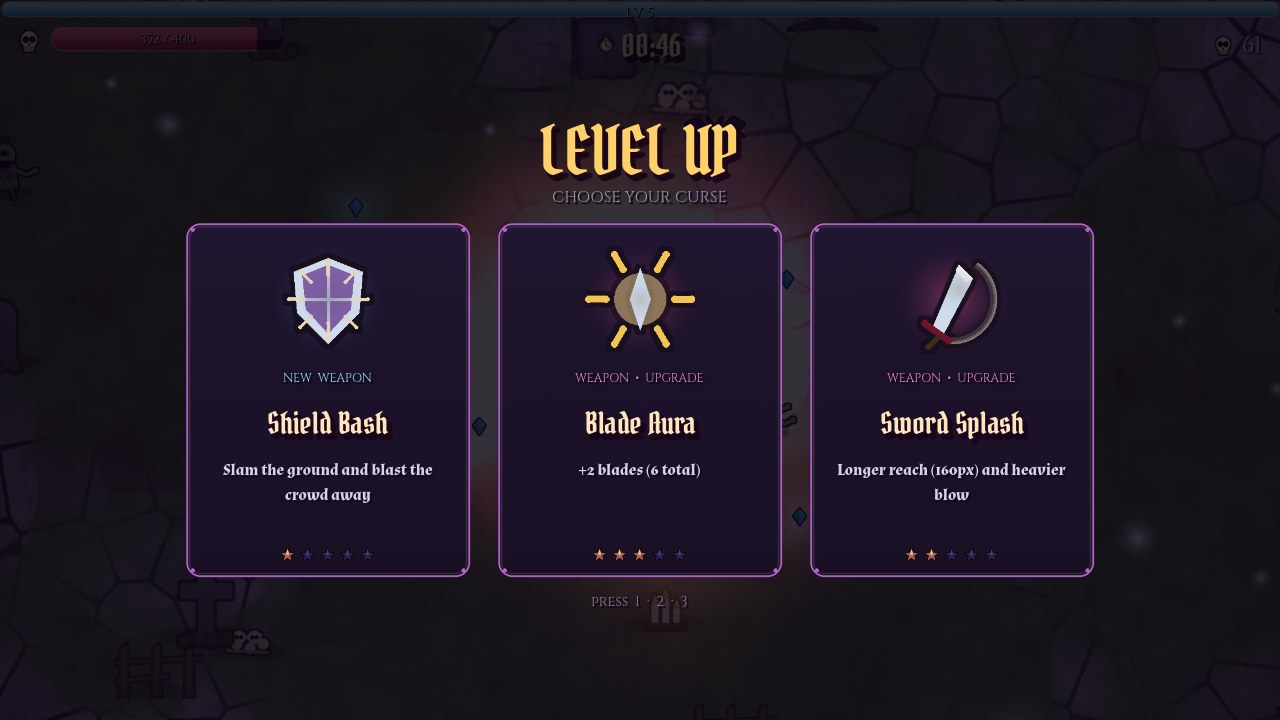 LV 5
352 / 400
00:46
61
LEVEL UP
CHOOSE YOUR CURSE
NEW WEAPON
Shield Bash
Slam the ground and blast the
crowd away
WEAPON • UPGRADE
Blade Aura
+2 blades (6 total)
WEAPON • UPGRADE
Sword Splash
Longer reach (160px) and heavier
blow
PRESS 1 · 2 · 3